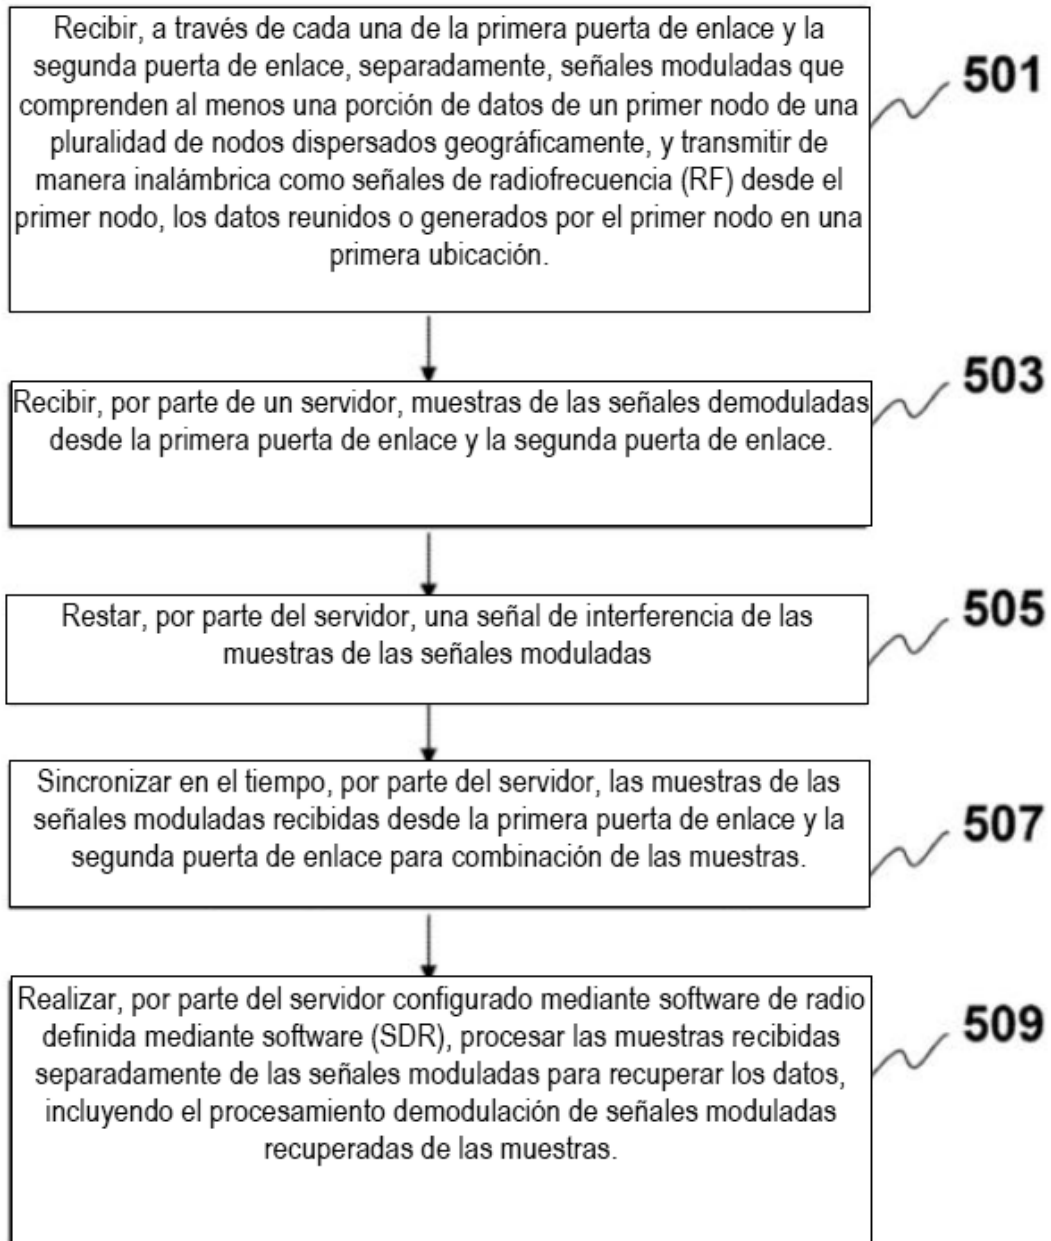 Recibir, a través de cada una de la primera puerta de enlace y la
segunda puerta de enlace, separadamente, señales moduladas que
comprenden al menos una porción de datos de un primer nodo de una
pluralidad de nodos dispersados geográficamente, y transmitir de
manera inalámbrica como señales de radiofrecuencia (RF) desde el
primer nodo, los datos reunidos o generados por el primer nodo en una
primera ubicación.
501
Recibir, por parte de un servidor, muestras de las señales demoduladas
desde la primera puerta de enlace y la segunda puerta de enlace.
503
Restar, por parte del servidor, una señal de interferencia de las
muestras de las señales moduladas
505
Sincronizar en el tiempo, por parte del servidor, las muestras de las
señales moduladas recibidas desde la primera puerta de enlace y la
segunda puerta de enlace para combinación de las muestras.
507
Realizar, por parte del servidor configurado mediante software de radio
definida mediante software (SDR), procesar las muestras recibidas
separadamente de las señales moduladas para recuperar los datos,
incluyendo el procesamiento demodulación de señales moduladas
recuperadas de las muestras.
509